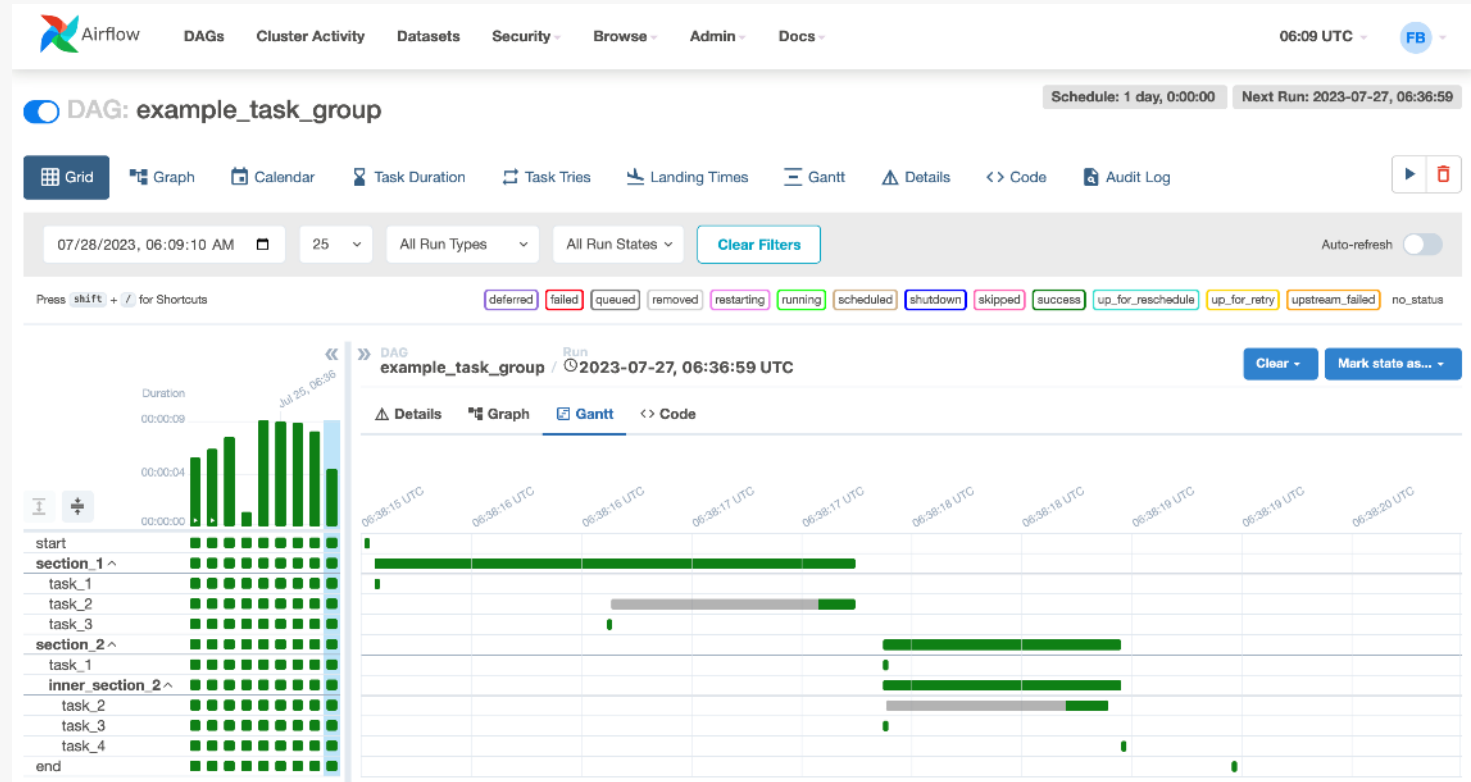 Airflow DAGs Cluster Activity Datasets Security Browse Admin Docs 06:09 UTC FB
DAG: example_task_group Schedule: 1 day, 0:00:00 Next Run: 2023-07-27, 06:36:59
Grid Graph Calendar Task Duration Task Tries Landing Times Gantt Details <> Code Audit Log
07/28/2023, 06:09:10 AM 25 All Run Types All Run States Clear Filters Auto-refresh
Press shift + / for Shortcuts deferred failed queued removed restarting running scheduled shutdown skipped success up_for_reschedule up_for_retry upstream_failed no_status
« » DAG Run
example_task_group / 2023-07-27, 06:36:59 UTC Clear Mark state as...
Details Graph Gantt <> Code
Duration Jul 25, 06:36
00:00:09
00:00:04
00:00:00
06:38:15 UTC 06:38:16 UTC 06:38:16 UTC 06:38:17 UTC 06:38:17 UTC 06:38:18 UTC 06:38:18 UTC 06:38:19 UTC 06:38:19 UTC 06:38:20 UTC
start
section_1
task_1
task_2
task_3
section_2
task_1
inner_section_2
task_2
task_3
task_4
end